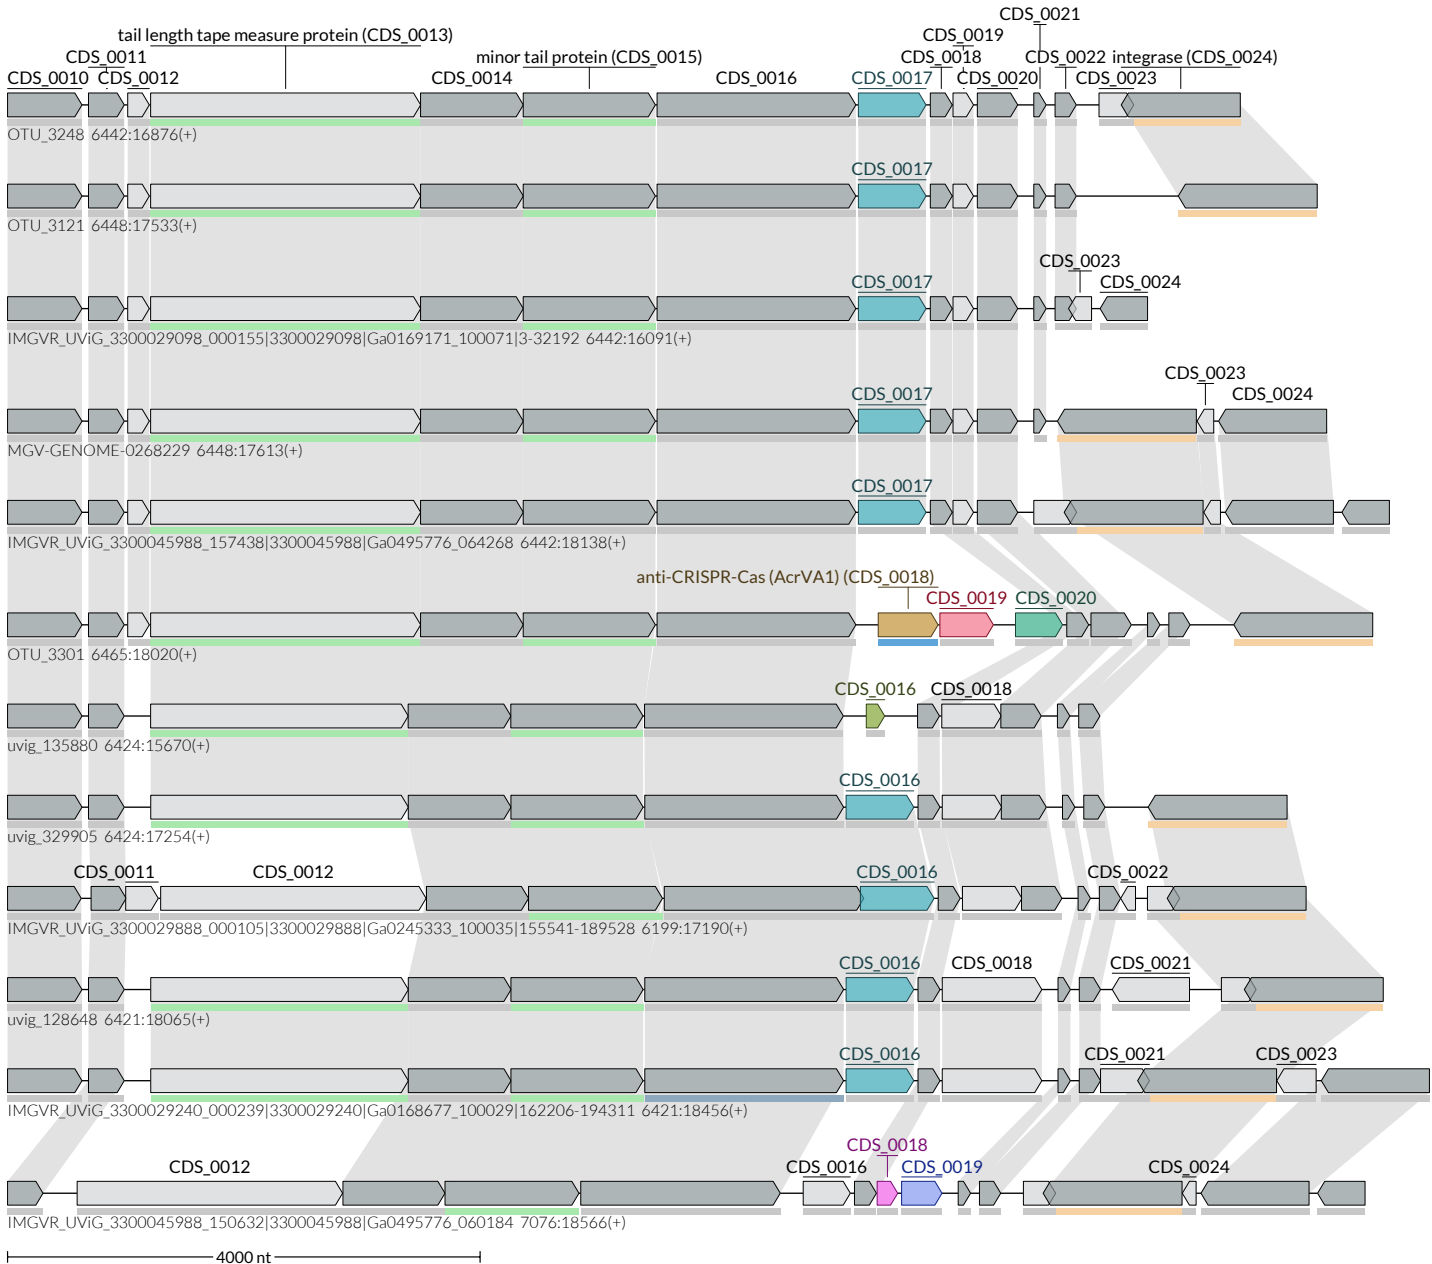 CDS_0021
tail length tape measure protein (CDS_0013) CDS_0019
CDS_0011 minor tail protein (CDS_0015) CDS_0018 CDS_0022 integrase (CDS_0024)
CDS_0010 CDS_0012 CDS_0014 CDS_0016 CDS_0017 CDS_0020 CDS_0023
OTU_3248 6442:16876(+)
CDS_0017
OTU_3121 6448:17533(+)
CDS_0023
CDS_0017 CDS_0024
IMGVR_UViG_3300029098_000155|3300029098|Ga0169171_100071|3-32192 6442:16091(+)
CDS_0023
CDS_0017 CDS_0024
MGV-GENOME-0268229 6448:17613(+)
CDS_0017
IMGVR_UViG_3300045988_157438|3300045988|Ga0495776_064268 6442:18138(+)
anti-CRISPR-Cas (AcrVA1) (CDS_0018)
CDS_0019 CDS_0020
OTU_3301 6465:18020(+)
CDS_0016 CDS_0018
uvig_135880 6424:15670(+)
CDS_0016
uvig_329905 6424:17254(+)
CDS_0011 CDS_0012 CDS_0016 CDS_0022
IMGVR_UViG_3300029888_000105|3300029888|Ga0245333_100035|155541-189528 6199:17190(+)
CDS_0016 CDS_0018 CDS_0021
uvig_128648 6421:18065(+)
CDS_0016 CDS_0021 CDS_0023
IMGVR_UViG_3300029240_000239|3300029240|Ga0168677_100029|162206-194311 6421:18456(+)
CDS_0018
CDS_0012 CDS_0016 CDS_0019 CDS_0024
IMGVR_UViG_3300045988_150632|3300045988|Ga0495776_060184 7076:18566(+)
4000 nt